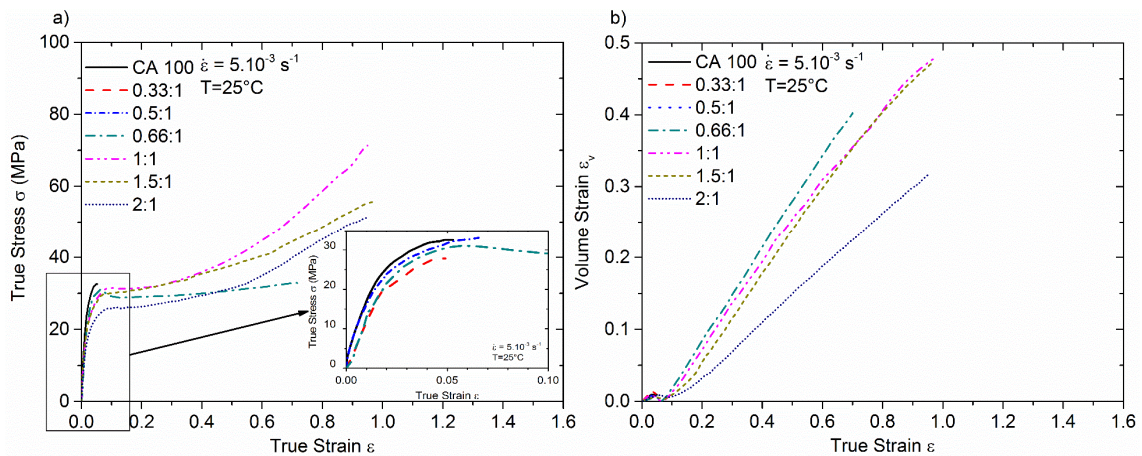 a)
100
80
60
40
20
0
True Stress σ (MPa)
CA 100
0.33:1
0.5:1
0.66:1
1:1
1.5:1
2:1
ε̇ = 5.10⁻³ s⁻¹
T=25°C
0.0 0.2 0.4 0.6 0.8 1.0 1.2 1.4 1.6
True Strain ε
30
20
10
0
True Stress σ (MPa)
ε̇ = 5.10⁻³ s⁻¹
T=25°C
0.00 0.05 0.10
True Strain ε
b)
0.5
0.4
0.3
0.2
0.1
0.0
Volume Strain εᵥ
CA 100
0.33:1
0.5:1
0.66:1
1:1
1.5:1
2:1
ε̇ = 5.10⁻³ s⁻¹
T=25°C
0.0 0.2 0.4 0.6 0.8 1.0 1.2 1.4 1.6
True Strain ε